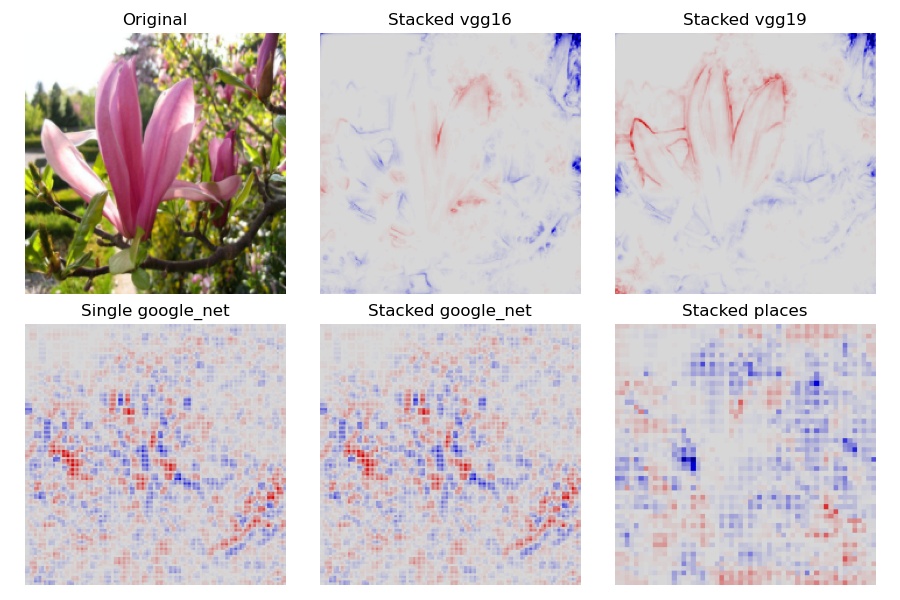 Original
Stacked vgg16
Stacked vgg19
Single google_net
Stacked google_net
Stacked places